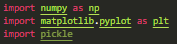 import numpy as np
import matplotlib.pyplot as plt
import pickle